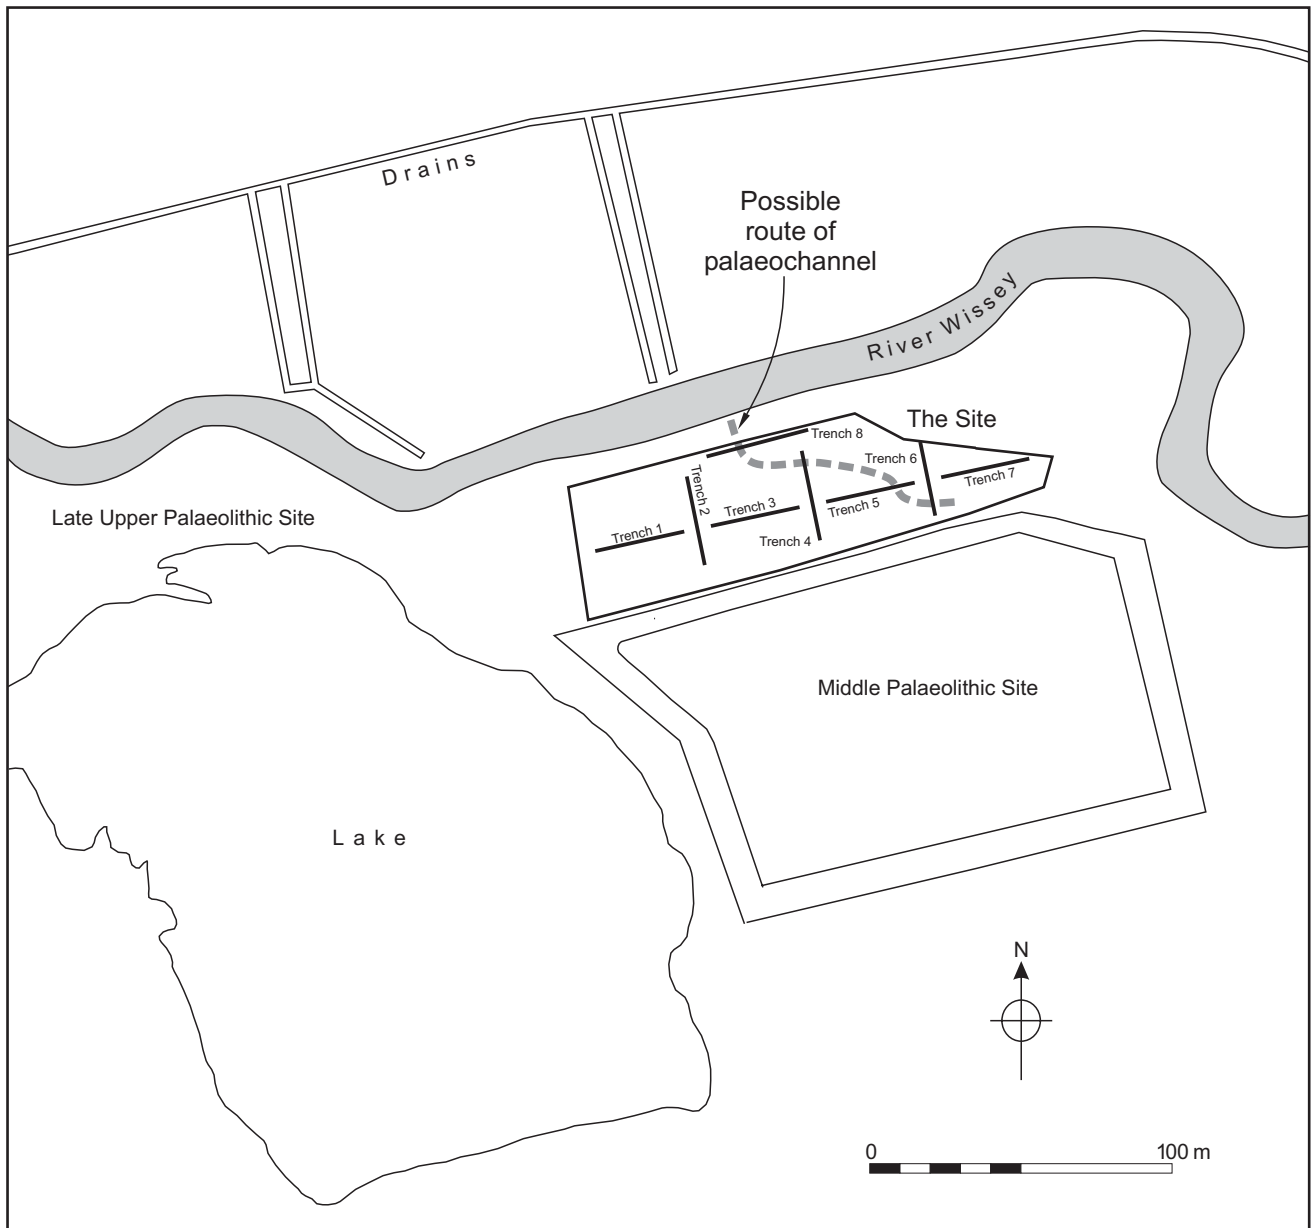 Drains
Possible
route of
palaeochannel
River Wissey
The Site
Trench 8
Trench 6
Trench 7
Trench 2
Trench 3
Trench 5
Trench 1
Trench 4
Late Upper Palaeolithic Site
Middle Palaeolithic Site
Lake
N
0 100 m